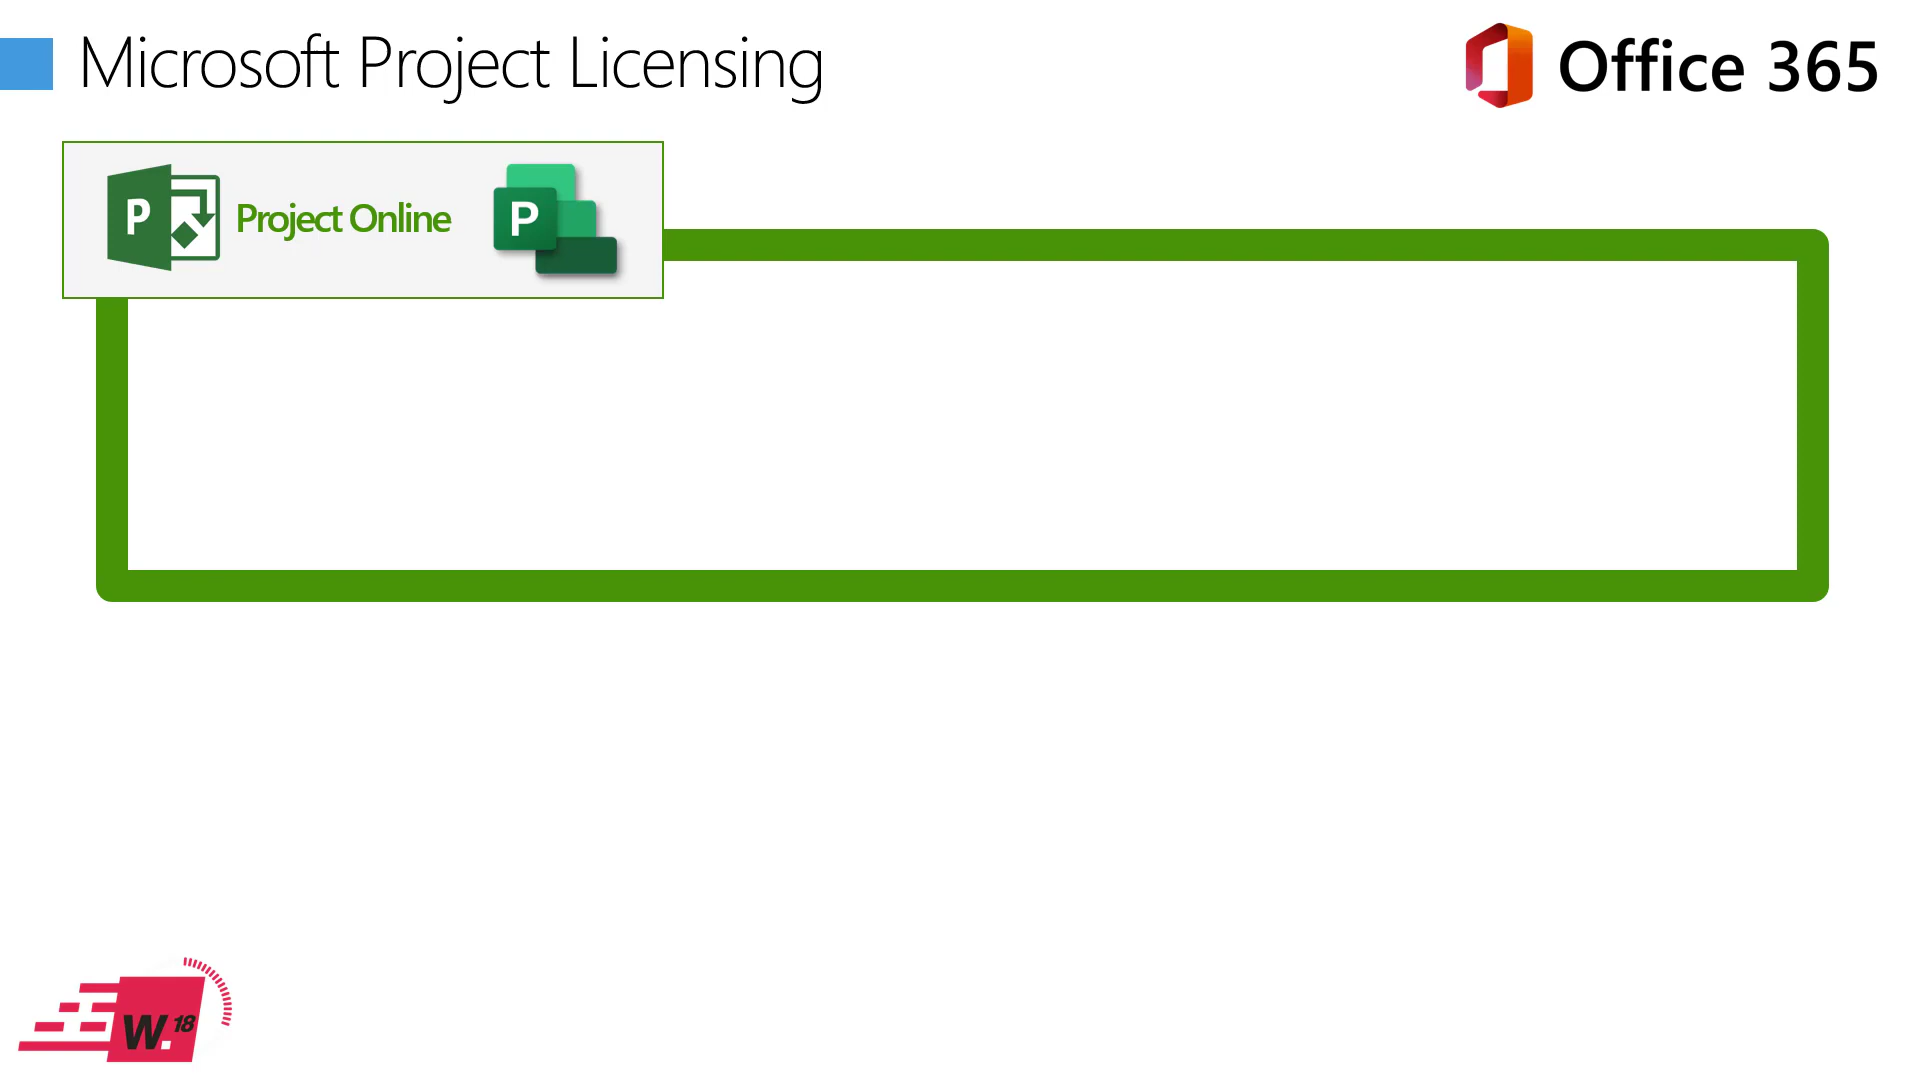 Microsoft Project Licensing
Office 365
P
Project Online
P
W.18